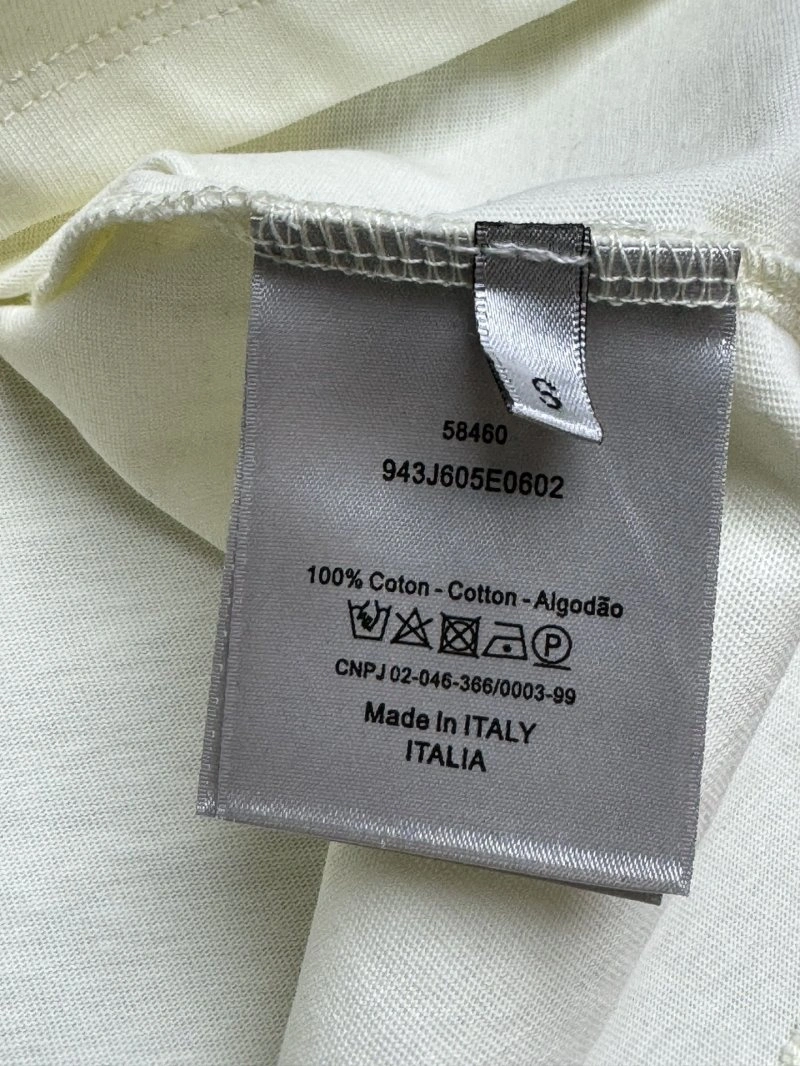 S
58460
943J605E0602
100% Coton - Cotton - Algodão
P
CNPJ 02-046-366/0003-99
Made In ITALY
ITALIA